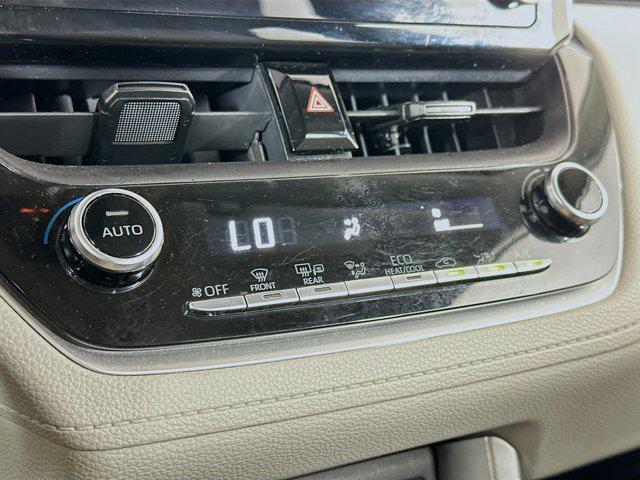 AUTO
LO
OFF
FRONT
REAR
ECO
HEAT/COOL
A/C